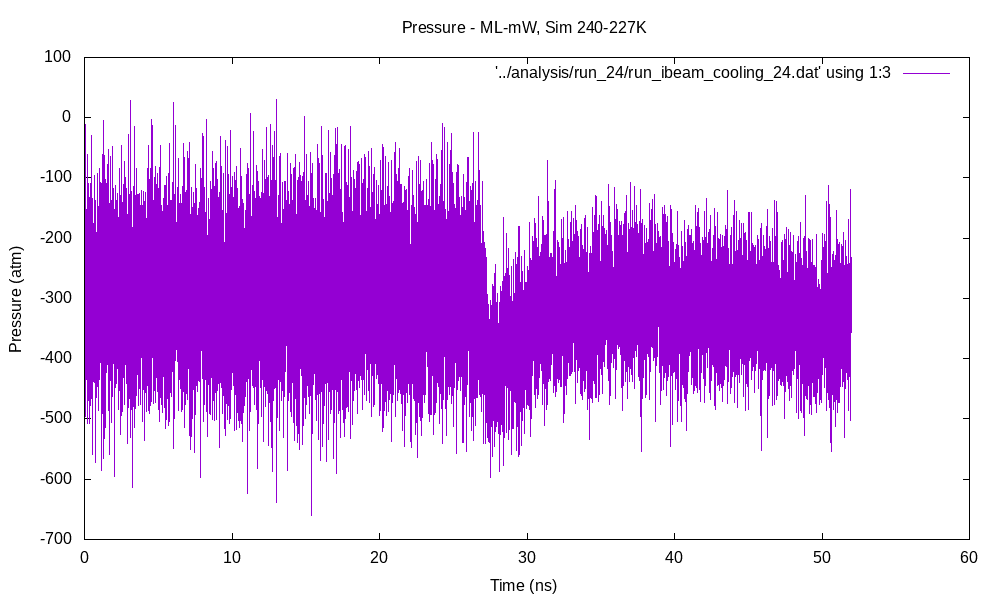 Pressure - ML-mW, Sim 240-227K
'../analysis/run_24/run_ibeam_cooling_24.dat' using 1:3
Pressure (atm)
100
0
-100
-200
-300
-400
-500
-600
-700
0 10 20 30 40 50 60
Time (ns)